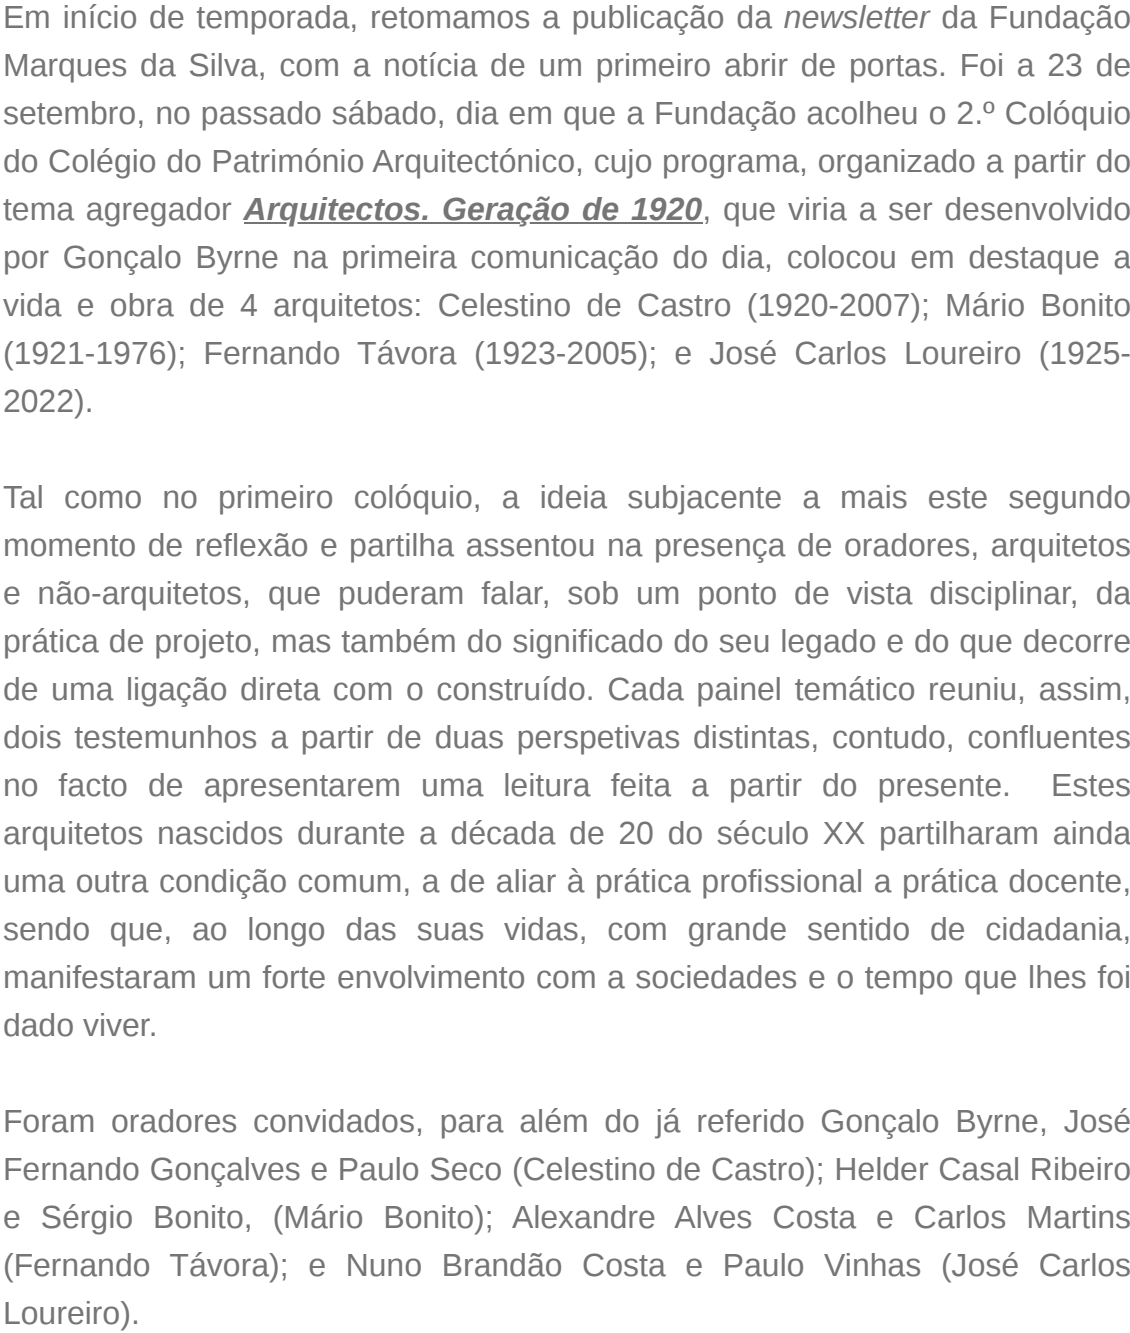 Em início de temporada, retomamos a publicação da newsletter da Fundação
Marques da Silva, com a notícia de um primeiro abrir de portas. Foi a 23 de
setembro, no passado sábado, dia em que a Fundação acolheu o 2.º Colóquio
do Colégio do Património Arquitectónico, cujo programa, organizado a partir do
tema agregador Arquitectos. Geração de 1920, que viria a ser desenvolvido
por Gonçalo Byrne na primeira comunicação do dia, colocou em destaque a
vida e obra de 4 arquitetos: Celestino de Castro (1920-2007); Mário Bonito
(1921-1976); Fernando Távora (1923-2005); e José Carlos Loureiro (1925-
2022).

Tal como no primeiro colóquio, a ideia subjacente a mais este segundo
momento de reflexão e partilha assentou na presença de oradores, arquitetos
e não-arquitetos, que puderam falar, sob um ponto de vista disciplinar, da
prática de projeto, mas também do significado do seu legado e do que decorre
de uma ligação direta com o construído. Cada painel temático reuniu, assim,
dois testemunhos a partir de duas perspetivas distintas, contudo, confluentes
no facto de apresentarem uma leitura feita a partir do presente.  Estes
arquitetos nascidos durante a década de 20 do século XX partilharam ainda
uma outra condição comum, a de aliar à prática profissional a prática docente,
sendo que, ao longo das suas vidas, com grande sentido de cidadania,
manifestaram um forte envolvimento com a sociedades e o tempo que lhes foi
dado viver.

Foram oradores convidados, para além do já referido Gonçalo Byrne, José
Fernando Gonçalves e Paulo Seco (Celestino de Castro); Helder Casal Ribeiro
e Sérgio Bonito, (Mário Bonito); Alexandre Alves Costa e Carlos Martins
(Fernando Távora); e Nuno Brandão Costa e Paulo Vinhas (José Carlos
Loureiro).